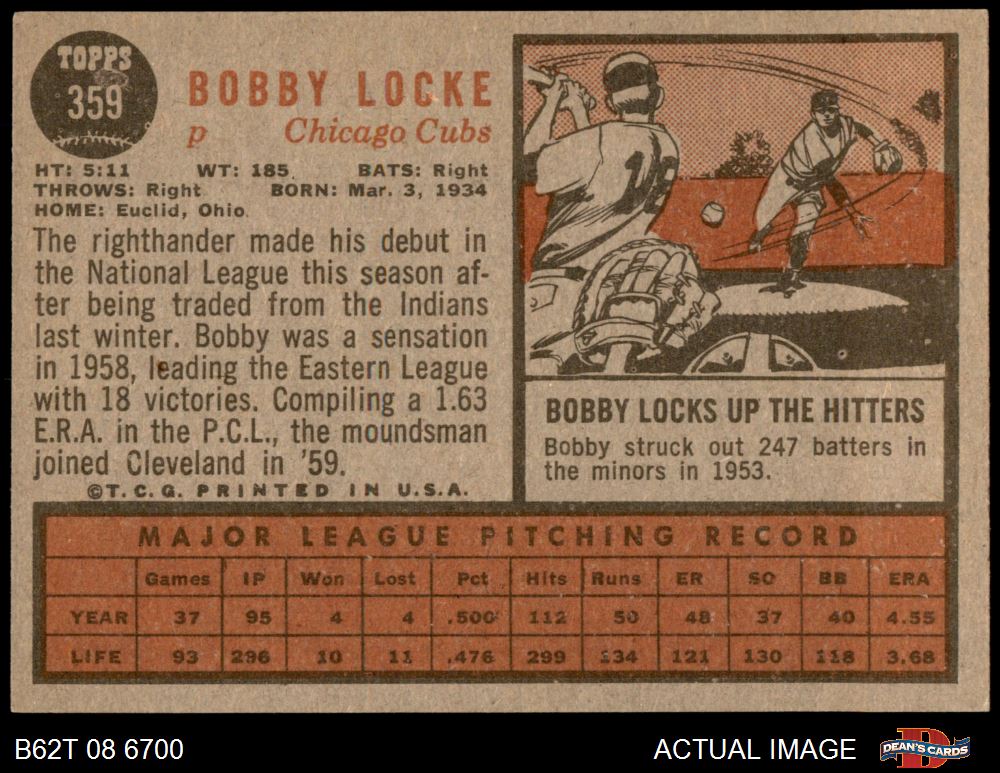 TOPPS
359
BOBBY LOCKE
p Chicago Cubs
HT: 5:11 WT: 185. BATS: Right
THROWS: Right BORN: Mar. 3, 1934
HOME: Euclid, Ohio.
The righthander made his debut in
the National League this season af-
ter being traded from the Indians
last winter. Bobby was a sensation
in 1958, leading the Eastern League
with 18 victories. Compiling a 1.63
E.R.A. in the P.C.L., the moundsman
joined Cleveland in '59.
©T.C.G. PRINTED IN U.S.A.
18
BOBBY LOCKS UP THE HITTERS
Bobby struck out 247 batters in
the minors in 1953.
MAJOR LEAGUE PITCHING RECORD
Games IP Won Lost Pct Hits Runs ER SO BB ERA
YEAR 37 95 4 4 .500 112 50 48 37 40 4.55
LIFE 93 296 10 11 .476 299 134 121 130 118 3.68
B62T 08 6700 ACTUAL IMAGE DEAN'S CARDS